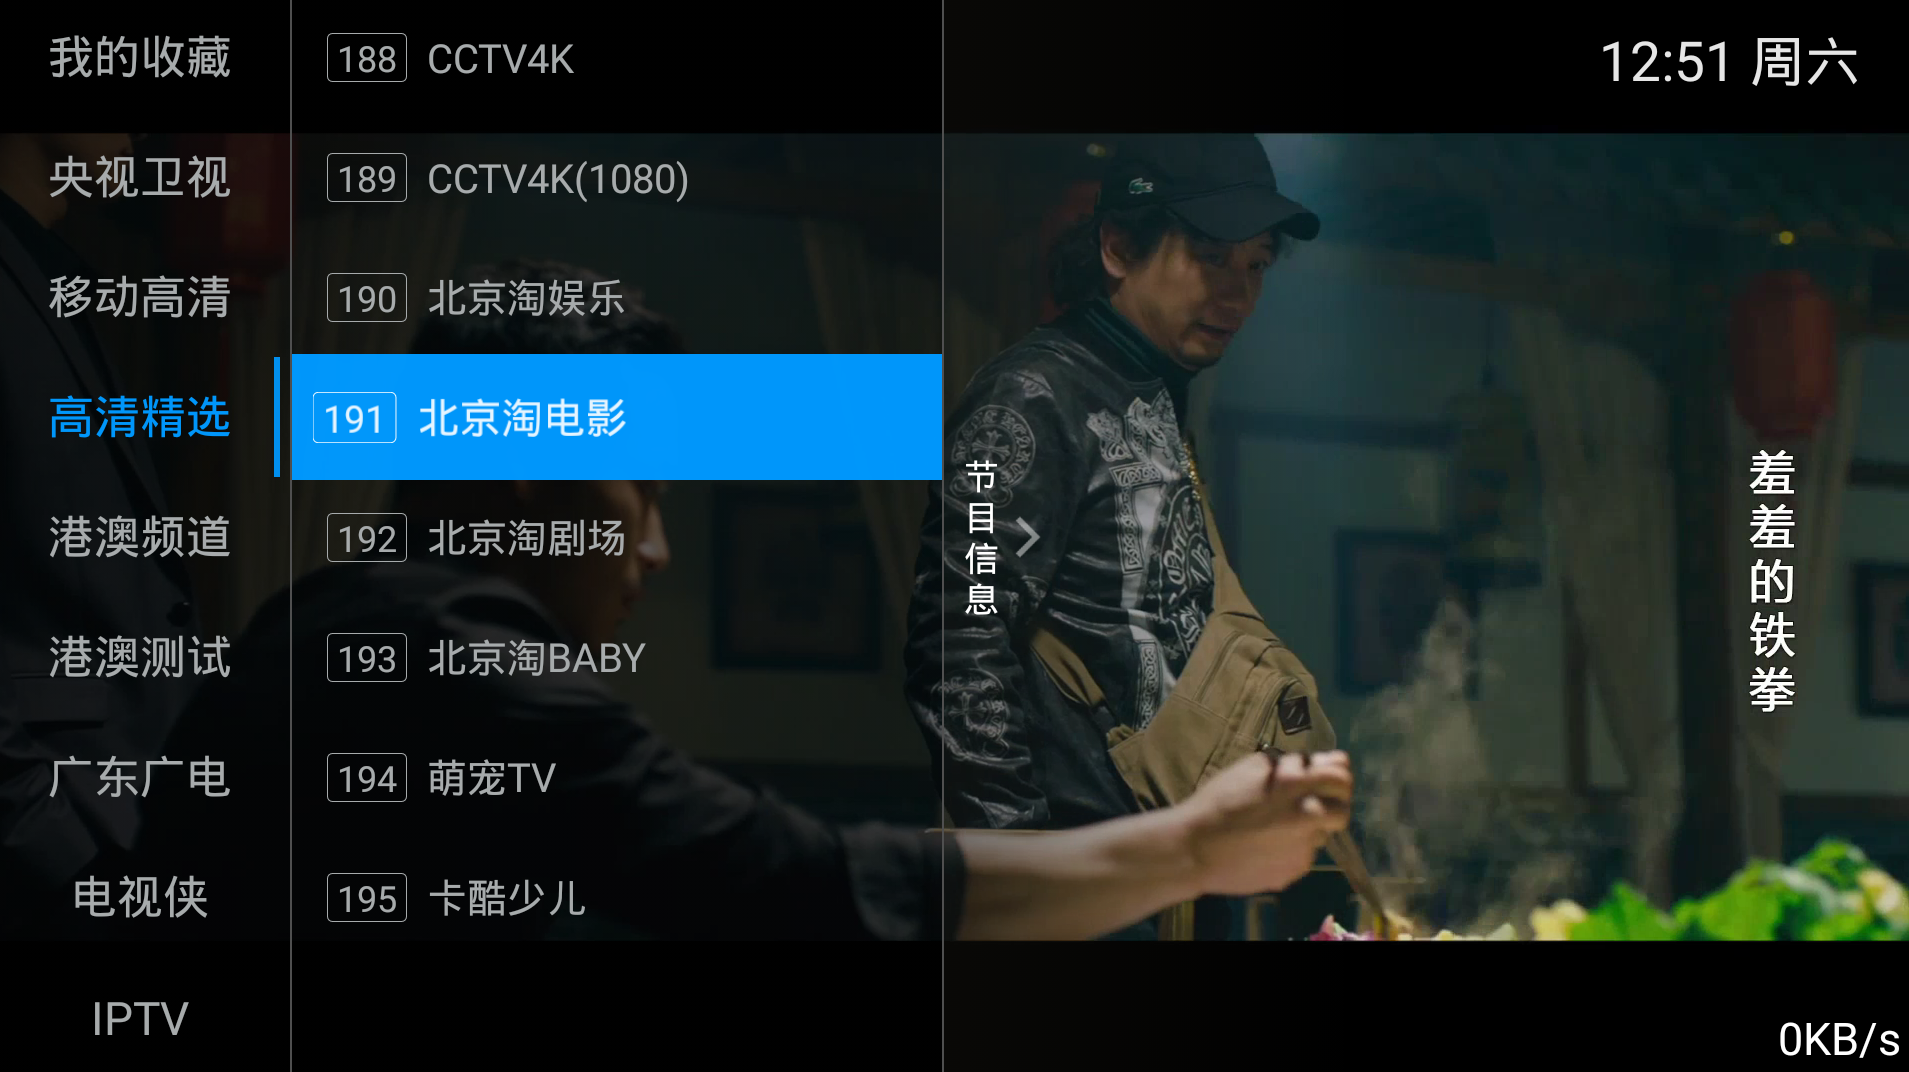 我的收藏
央视卫视
移动高清
高清精选
港澳频道
港澳测试
广东广电
电视侠
IPTV
188 CCTV4K
189 CCTV4K(1080)
190 北京淘娱乐
191 北京淘电影
192 北京淘剧场
193 北京淘BABY
194 萌宠TV
195 卡酷少儿
节目信息
12:51 周六
羞羞的铁拳
0KB/s